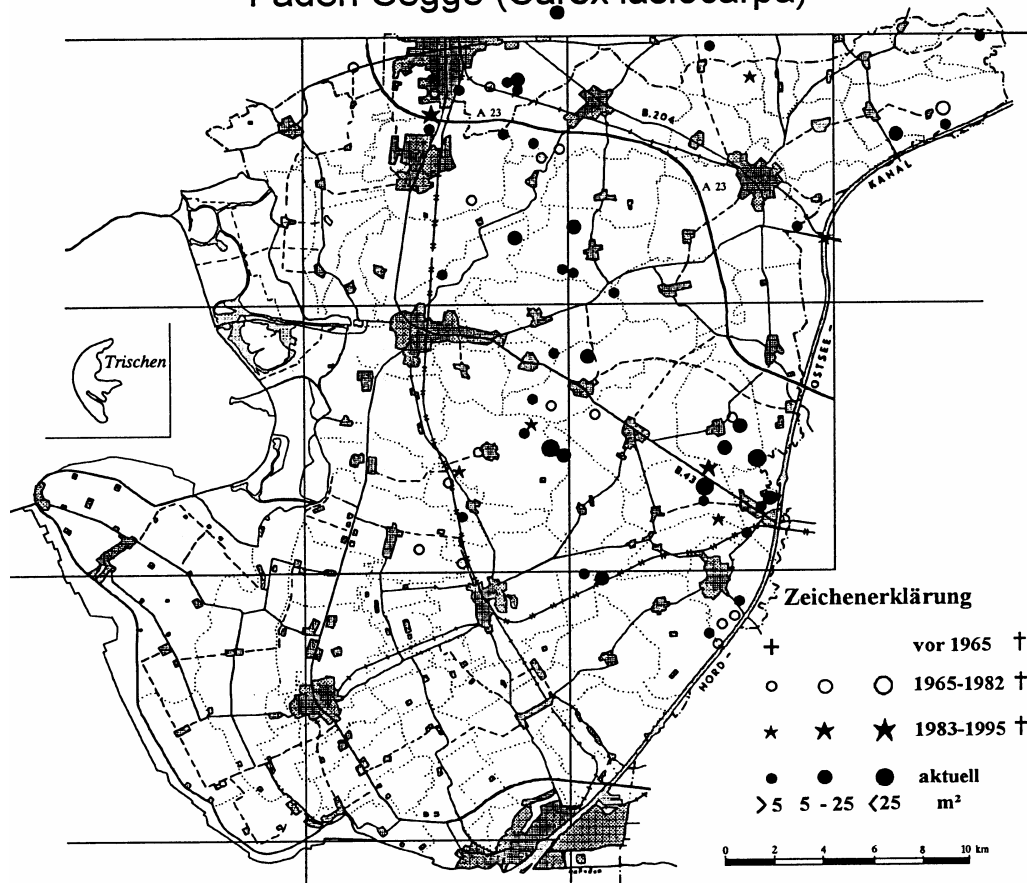 Faden-Segge (Carex lasiocarpa)
A 23
B.204
A 23
KANAL
Trischen
OSTSEE -
B.43
B 5
NORD -
Zeichenerklärung
+ vor 1965 †
1965-1982 †
1983-1995 †
aktuell
>5 5 - 25 <25 m²
0 2 4 6 8 10 km